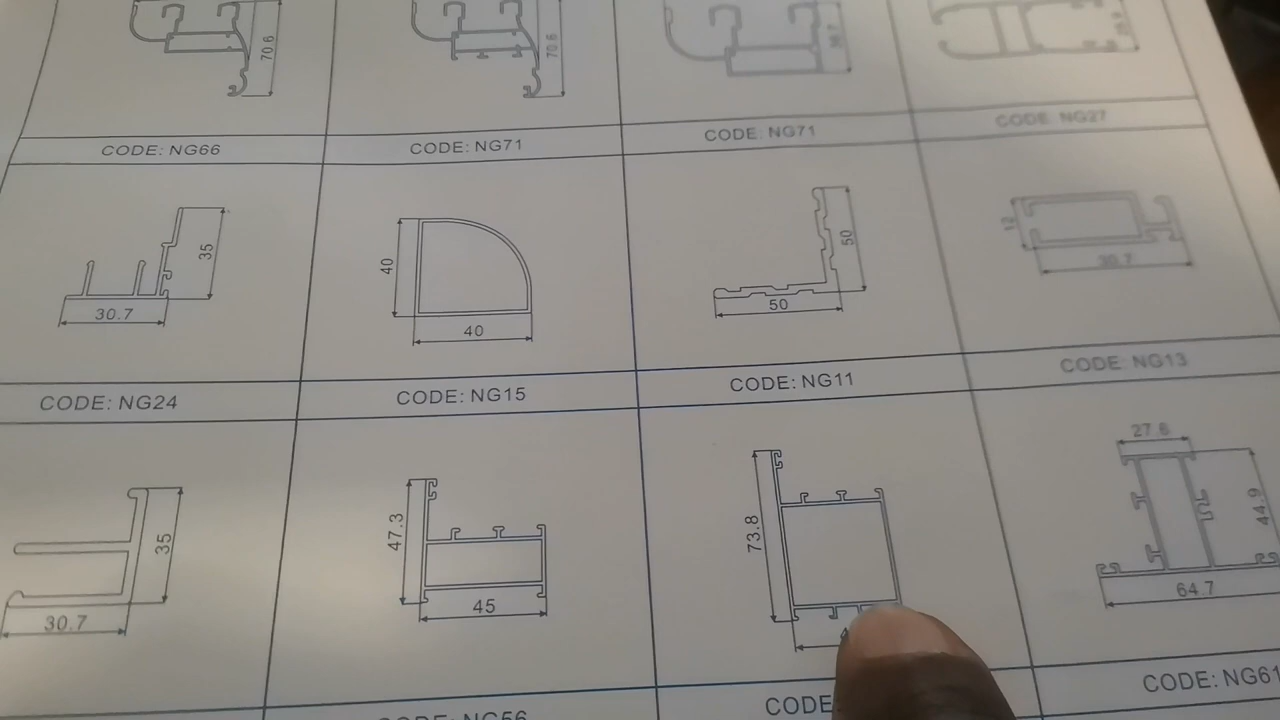 70.6
70.6
CODE: NG66
CODE: NG71
CODE: NG71
CODE: NG27
35
30.7
40
40
50
50
12
30.7
CODE: NG24
CODE: NG15
CODE: NG11
CODE: NG13
35
30.7
47.3
45
73.8
27.6
44.9
64.7
CODE: NG56
CODE
CODE: NG61